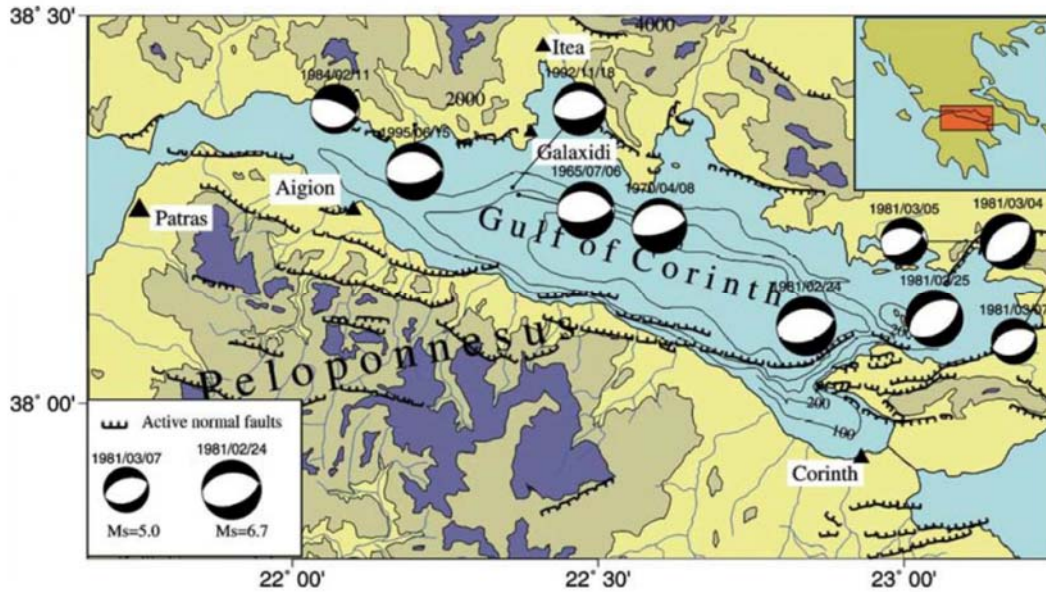 38° 30'
4000
Itea
1984/02/11
1992/11/18
2000
1995/06/15
Galaxidi
1965/07/06
1970/04/08
Aigion
Patras
1981/03/05
1981/03/04
Gulf of Corinth
1981/02/25
1981/02/24
1981/03/07
Peloponnesus
38° 00'
200
100
Corinth
Active normal faults
1981/03/07
1981/02/24
Ms=5.0
Ms=6.7
22° 00'
22° 30'
23° 00'